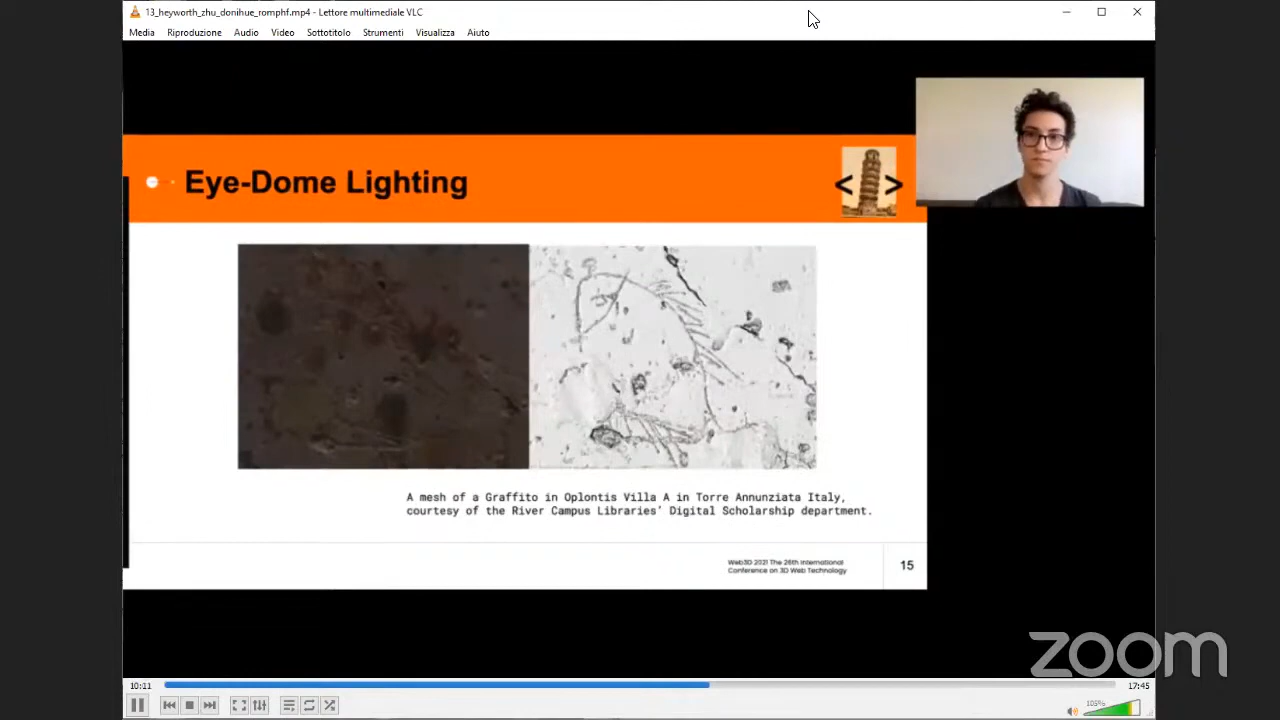 13_heyworth_zhu_donihue_romphf.mp4 - Lettore multimediale VLC
Media Riproduzione Audio Video Sottotitolo Strumenti Visualizza Aiuto
Eye-Dome Lighting
< >
A mesh of a Graffito in Oplontis Villa A in Torre Annunziata Italy,
courtesy of the River Campus Libraries' Digital Scholarship department.
Web3D 2021 The 26th International
Conference on 3D Web Technology
15
zoom
10:11
17:45
105%